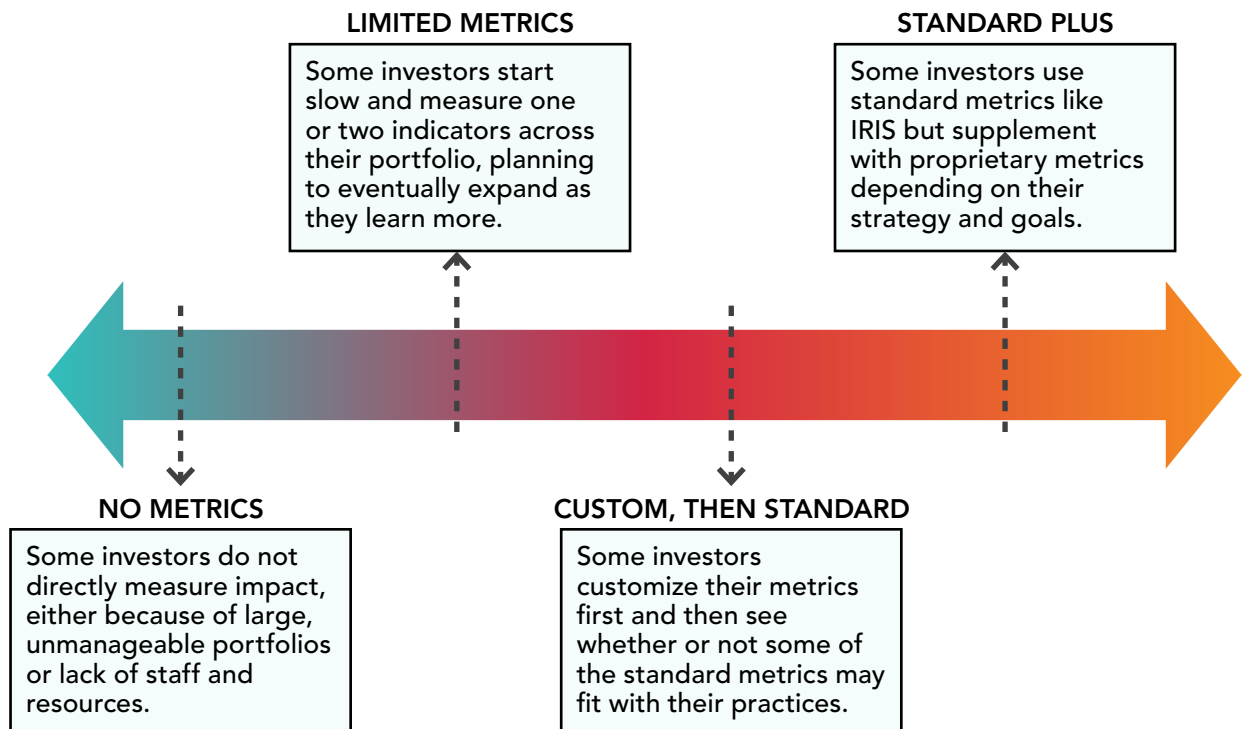 LIMITED METRICS
Some investors start
slow and measure one
or two indicators across
their portfolio, planning
to eventually expand as
they learn more.
STANDARD PLUS
Some investors use
standard metrics like
IRIS but supplement
with proprietary metrics
depending on their
strategy and goals.
NO METRICS
Some investors do not
directly measure impact,
either because of large,
unmanageable portfolios
or lack of staff and
resources.
CUSTOM, THEN STANDARD
Some investors
customize their metrics
first and then see
whether or not some of
the standard metrics may
fit with their practices.